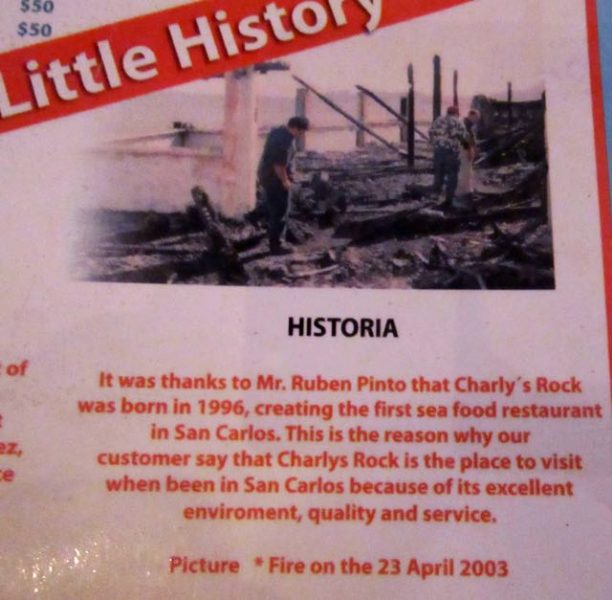 $50
$50
Little History
HISTORIA
It was thanks to Mr. Ruben Pinto that Charly´s Rock
was born in 1996, creating the first sea food restaurant
in San Carlos. This is the reason why our
customer say that Charlys Rock is the place to visit
when been in San Carlos because of its excellent
enviroment, quality and service.
Picture * Fire on the 23 April 2003
of
ez,